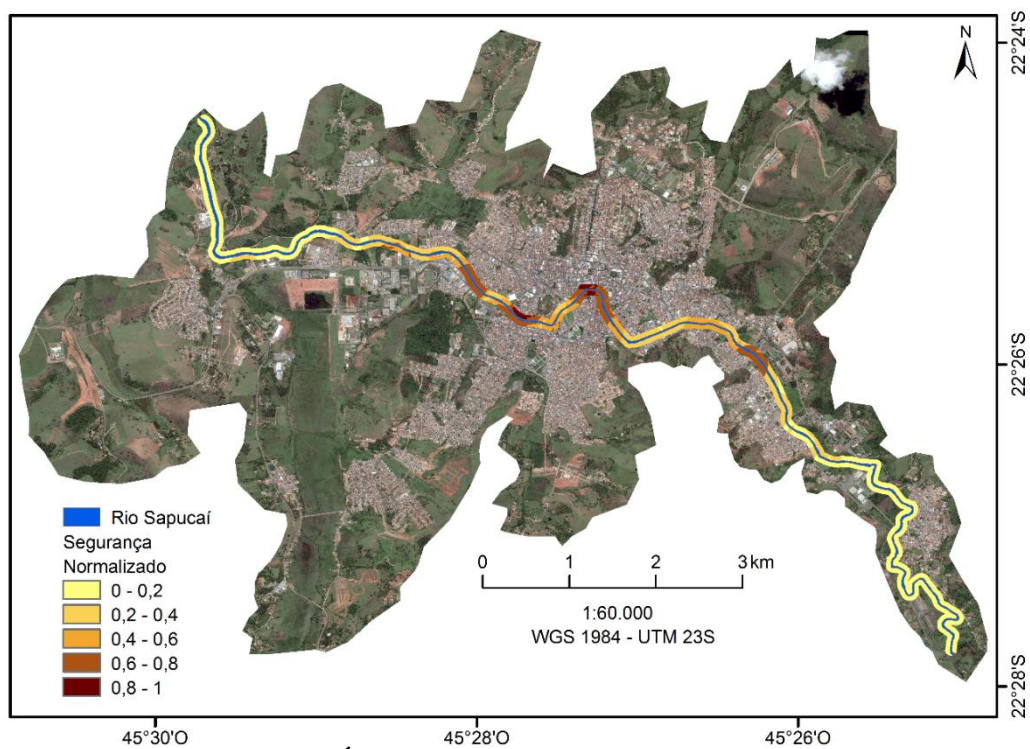 N
22°24'S
22°26'S
22°28'S
Rio Sapucaí
Segurança
Normalizado
0 - 0,2
0,2 - 0,4
0,4 - 0,6
0,6 - 0,8
0,8 - 1
0 1 2 3 km
1:60.000
WGS 1984 - UTM 23S
45°30'O 45°28'O 45°26'O